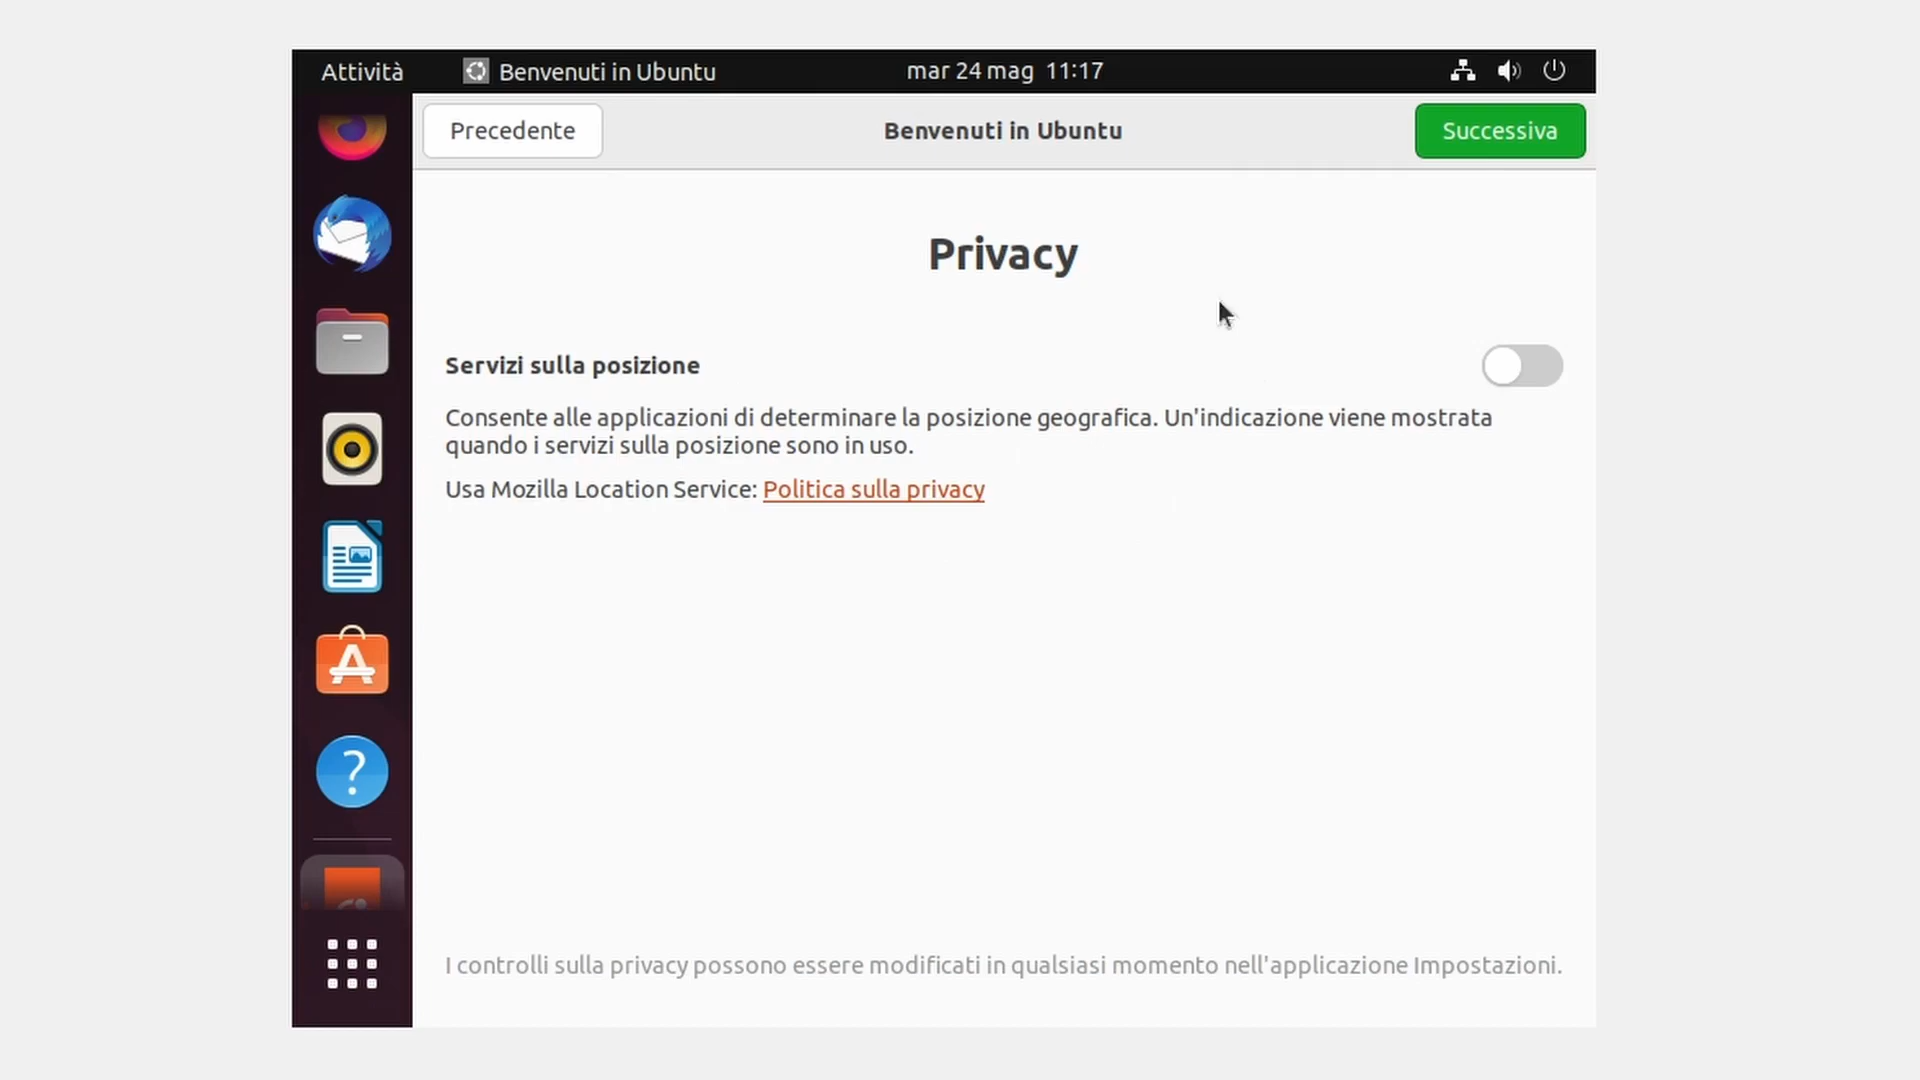 Attività
Benvenuti in Ubuntu
mar 24 mag 11:17
Precedente
Benvenuti in Ubuntu
Successiva
Privacy
Servizi sulla posizione
Consente alle applicazioni di determinare la posizione geografica. Un'indicazione viene mostrata
quando i servizi sulla posizione sono in uso.
Usa Mozilla Location Service: Politica sulla privacy
I controlli sulla privacy possono essere modificati in qualsiasi momento nell'applicazione Impostazioni.